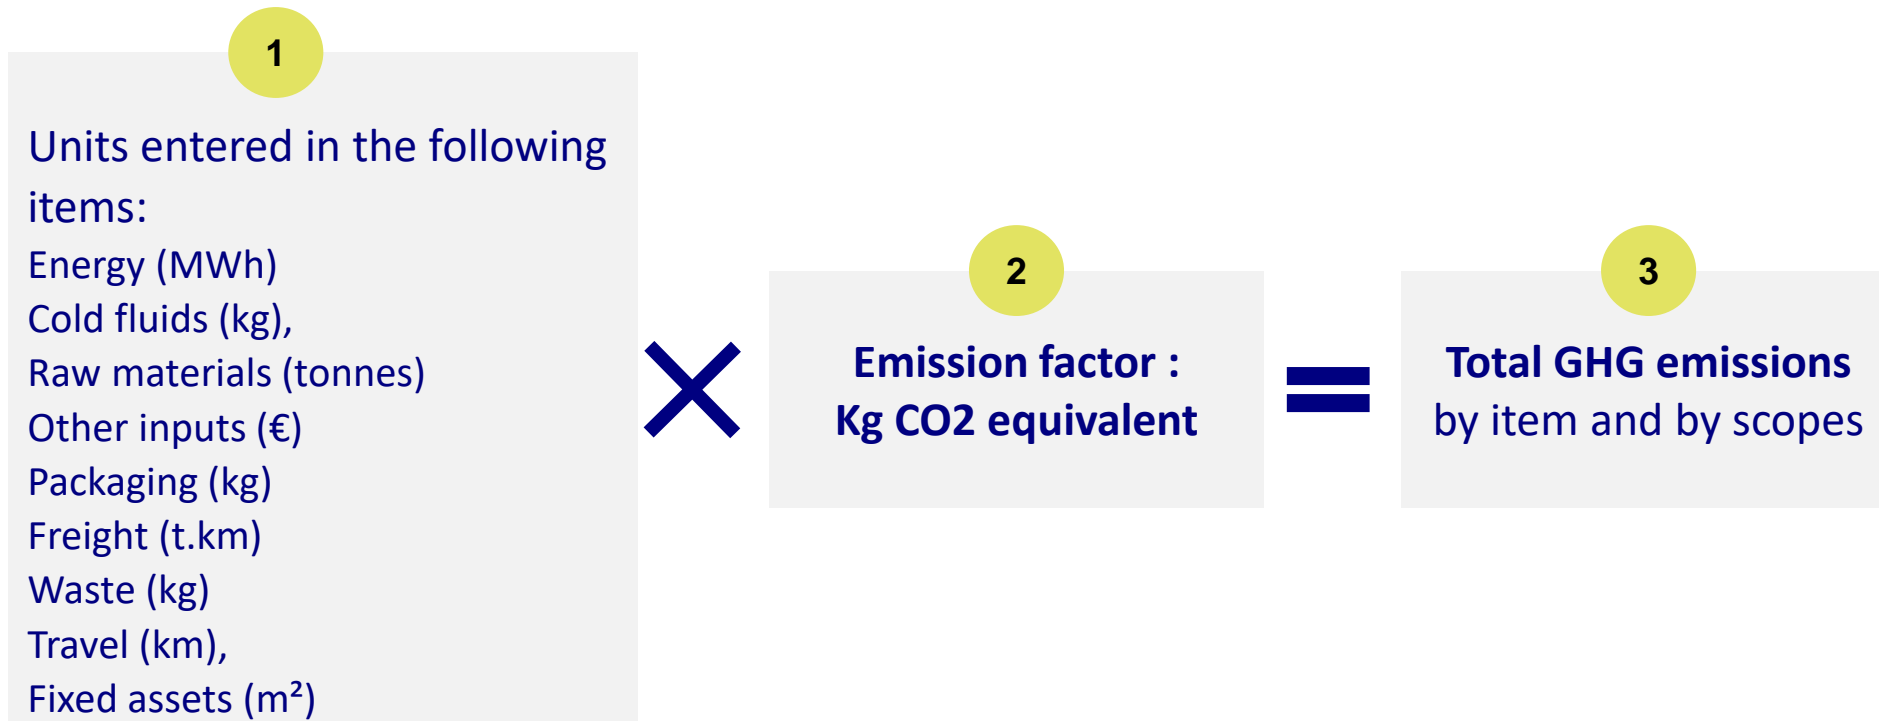 1
Units entered in the following
items:
Energy (MWh)
Cold fluids (kg),
Raw materials (tonnes)
Other inputs (€)
Packaging (kg)
Freight (t.km)
Waste (kg)
Travel (km),
Fixed assets (m²)
2
Emission factor :
Kg CO2 equivalent
3
Total GHG emissions
by item and by scopes